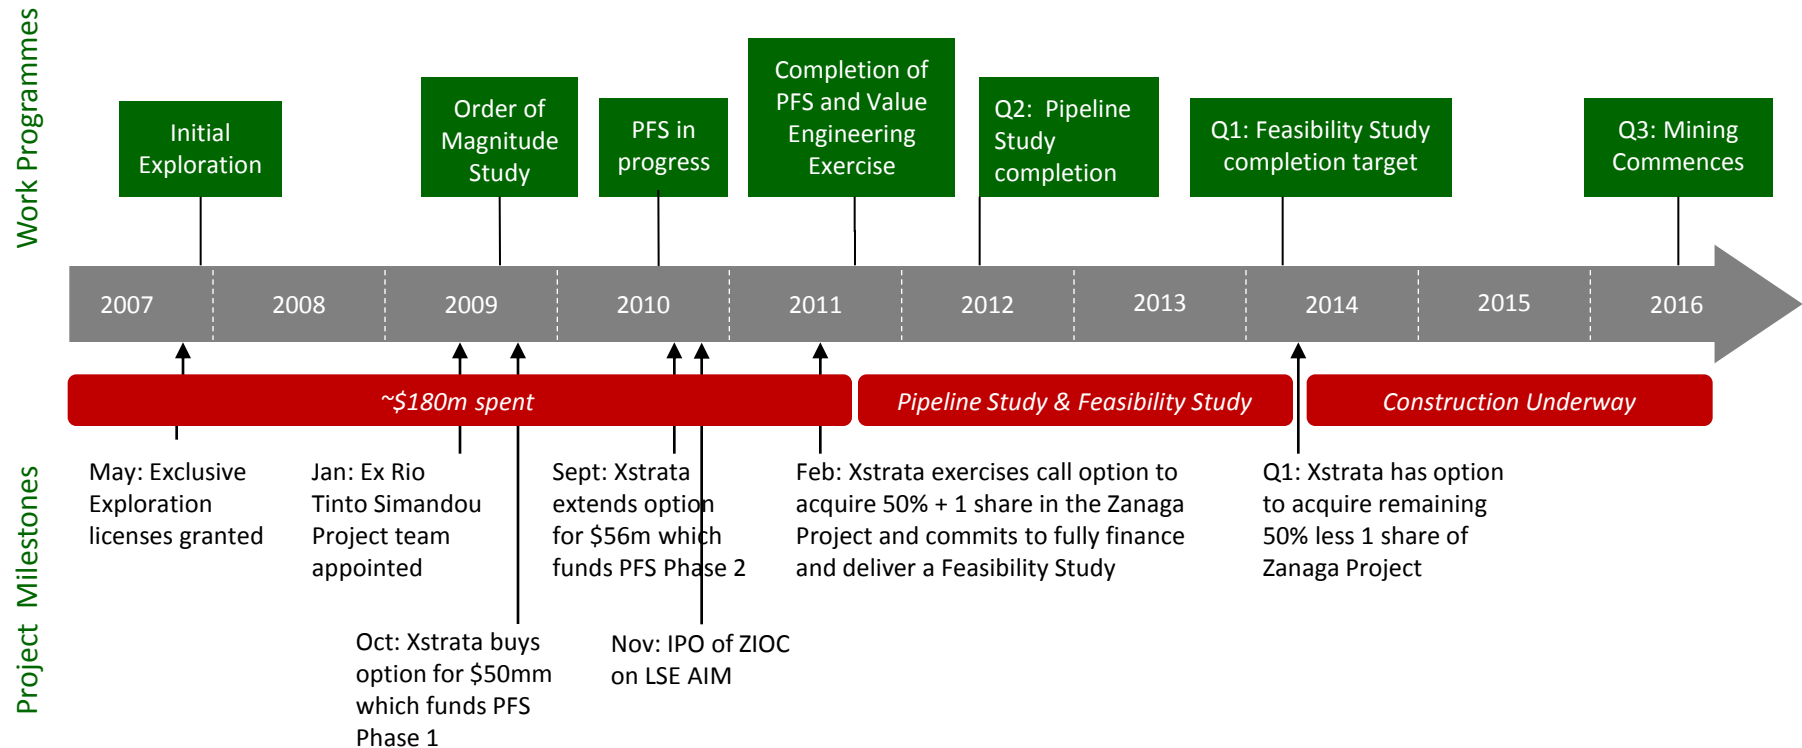 Work Programmes
Initial
Exploration
Order of
Magnitude
Study
PFS in
progress
Completion of
PFS and Value
Engineering
Exercise
Q2: Pipeline
Study
completion
Q1: Feasibility Study
completion target
Q3: Mining
Commences
2007
2008
2009
2010
2011
2012
2013
2014
2015
2016
~$180m spent
Pipeline Study & Feasibility Study
Construction Underway
Project Milestones
May: Exclusive
Exploration
licenses granted
Jan: Ex Rio
Tinto Simandou
Project team
appointed
Oct: Xstrata buys
option for $50mm
which funds PFS
Phase 1
Sept: Xstrata
extends option
for $56m which
funds PFS Phase 2
Nov: IPO of ZIOC
on LSE AIM
Feb: Xstrata exercises call option to
acquire 50% + 1 share in the Zanaga
Project and commits to fully finance
and deliver a Feasibility Study
Q1: Xstrata has option
to acquire remaining
50% less 1 share of
Zanaga Project